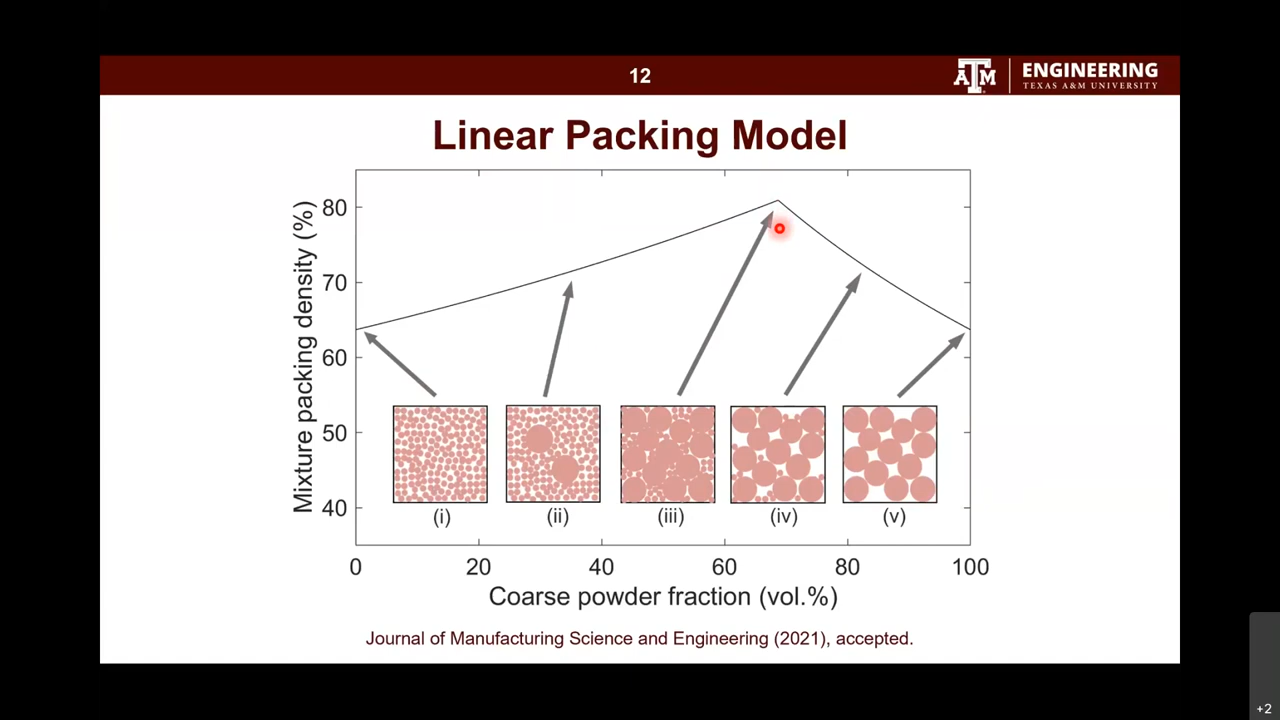 12
ATM
ENGINEERING
TEXAS A&M UNIVERSITY
Linear Packing Model
Mixture packing density (%)
80
70
60
50
40
(i)
(ii)
(iii)
(iv)
(v)
0
20
40
60
80
100
Coarse powder fraction (vol.%)
Journal of Manufacturing Science and Engineering (2021), accepted.
+2